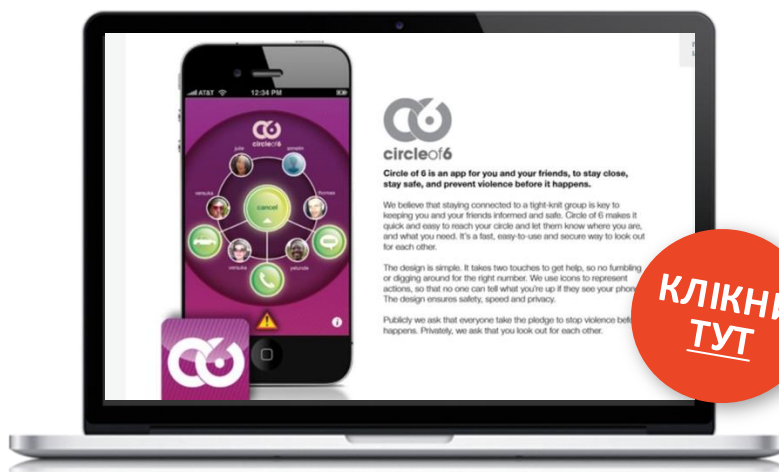 AT&T 12:34 PM
circleof6
julia
thomas
cancel
vensuka
circleof6
Circle of 6 is an app for you and your friends, to stay close,
stay safe, and prevent violence before it happens.
We believe that staying connected to a tight-knit group is key to
keeping you and your friends informed and safe. Circle of 6 makes it
quick and easy to reach your circle and let them know where you are,
and what you need. It's a fast, easy-to-use and secure way to look out
for each other.
The design is simple. It takes two touches to get help, so no fumbling
or digging around for the right number. We use icons to represent
actions, so that no one can tell what you're up if they see your phon
The design ensures safety, speed and privacy.
Publicly we ask that everyone take the pledge to stop violence bef
happens. Privately, we ask that you look out for each other.
КЛІКНИ
ТУТ